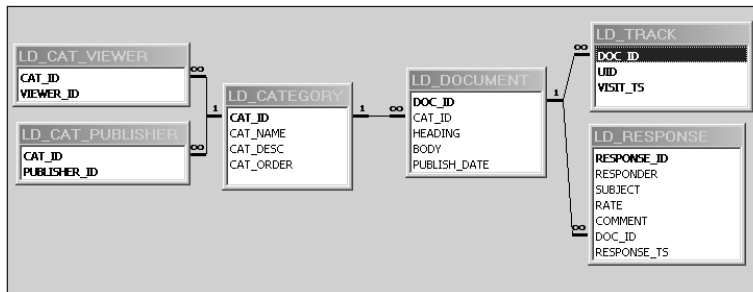 LD_CAT_VIEWER
CAT_ID
VIEWER_ID
LD_CAT_PUBLISHER
CAT_ID
PUBLISHER_ID
∞
∞
1
LD_CATEGORY
CAT_ID
CAT_NAME
CAT_DESC
CAT_ORDER
1
∞
LD_DOCUMENT
DOC_ID
CAT_ID
HEADING
BODY
PUBLISH_DATE
1
∞
∞
LD_TRACK
DOC_ID
UID
VISIT_TS
LD_RESPONSE
RESPONSE_ID
RESPONDER
SUBJECT
RATE
COMMENT
DOC_ID
RESPONSE_TS